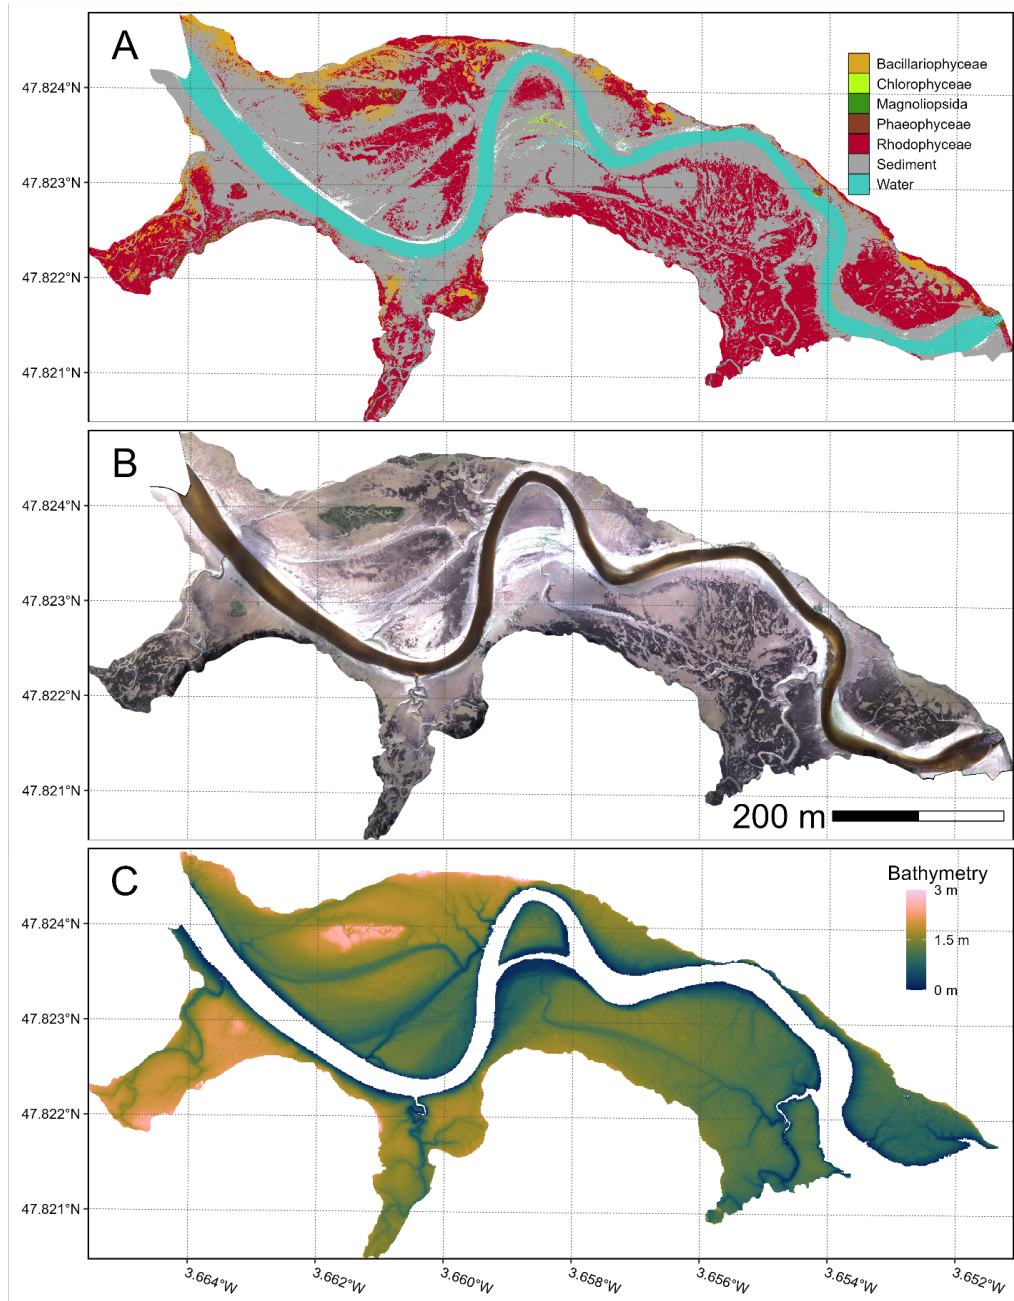 A
Bacillariophyceae
Chlorophyceae
Magnoliopsida
Phaeophyceae
Rhodophyceae
Sediment
Water
47.824°N
47.823°N
47.822°N
47.821°N
B
47.824°N
47.823°N
47.822°N
47.821°N
200 m
C
Bathymetry
3 m
1.5 m
0 m
47.824°N
47.823°N
47.822°N
47.821°N
3.664°W 3.662°W 3.660°W 3.658°W 3.656°W 3.654°W 3.652°W